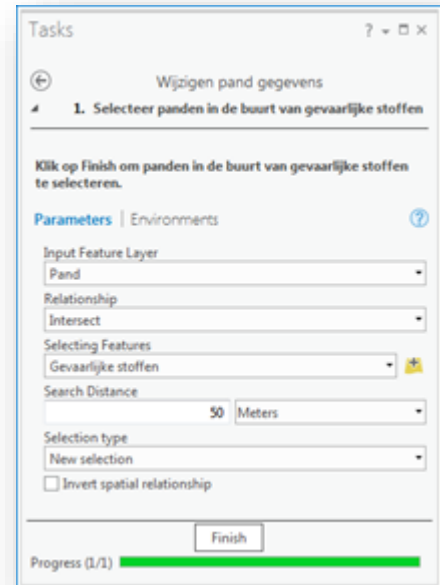 Tasks
Wijzigen pand gegevens
1. Selecteer panden in de buurt van gevaarlijke stoffen
Klik op Finish om panden in de buurt van gevaarlijke stoffen
te selecteren.
Parameters | Environments
Input Feature Layer
Pand
Relationship
Intersect
Selecting Features
Gevaarlijke stoffen
Search Distance
50 Meters
Selection type
New selection
Invert spatial relationship
Finish
Progress (1/1)